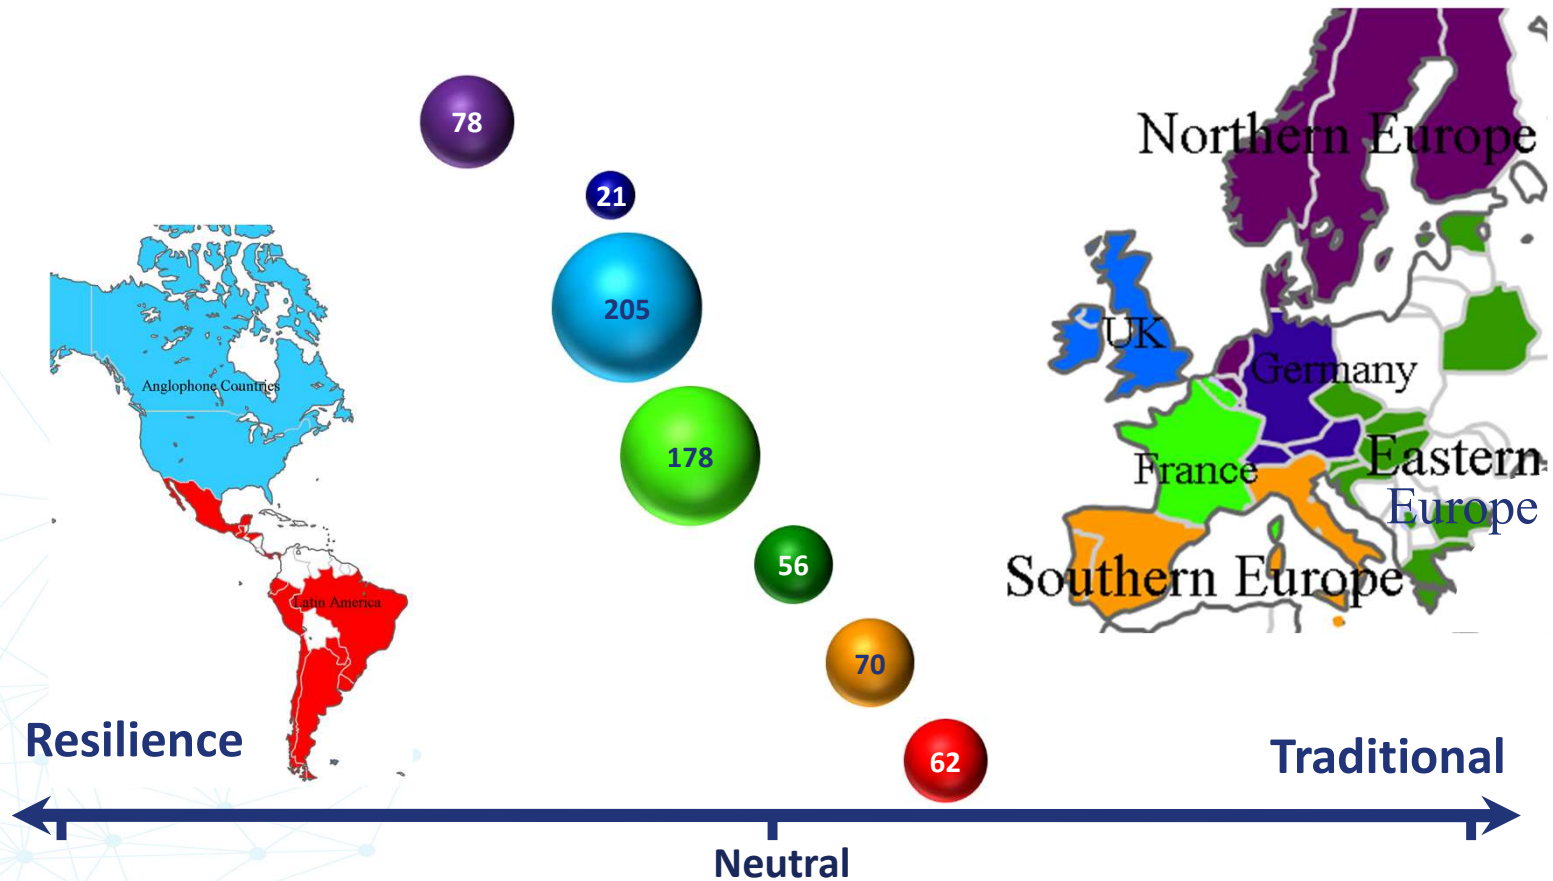 78
Northern Europe
21
205
UK
Germany
Anglophone Countries
178
France
Eastern
Europe
56
Southern Europe
Latin America
70
Resilience
62
Traditional
Neutral